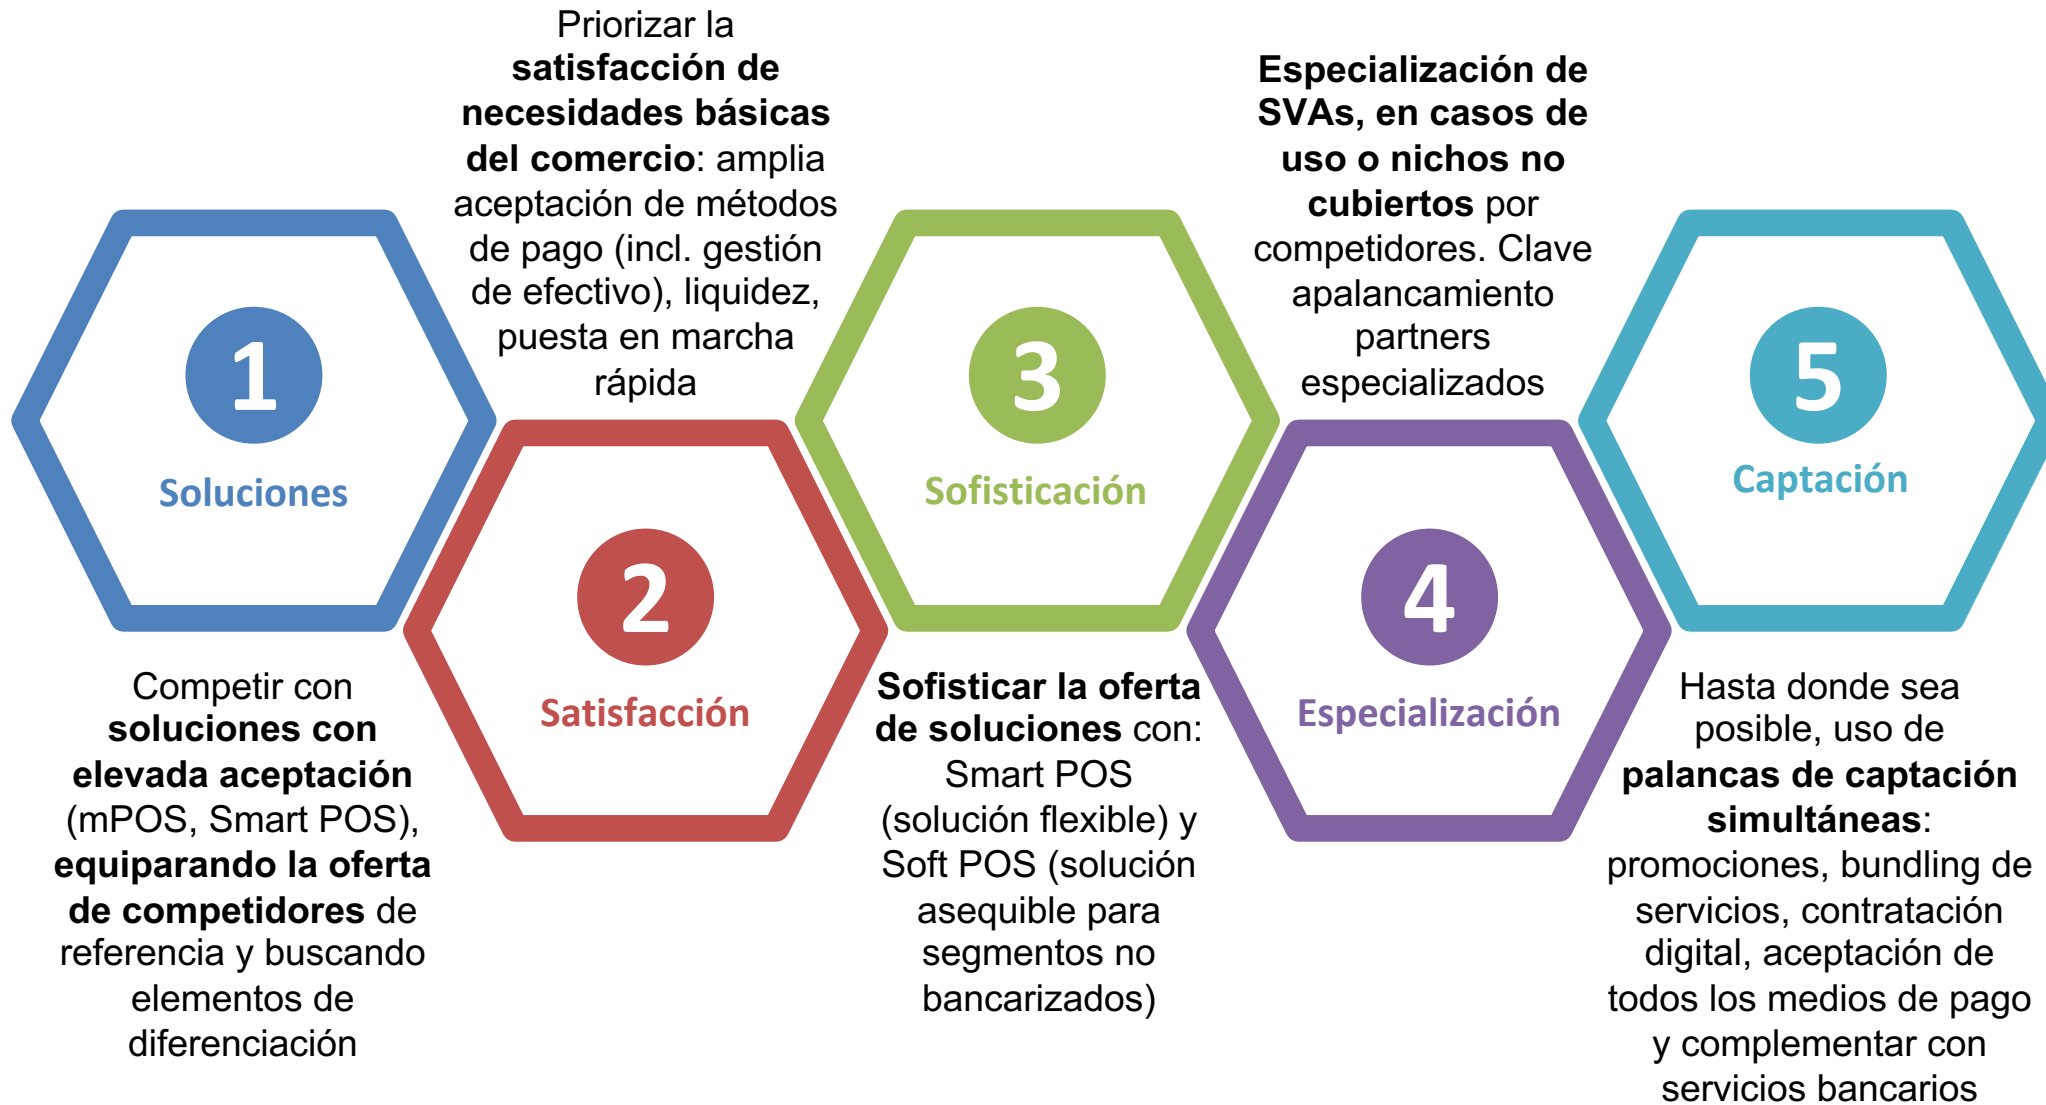 1
Soluciones
Competir con
soluciones con
elevada aceptación
(mPOS, Smart POS),
equiparando la oferta
de competidores de
referencia y buscando
elementos de
diferenciación
Priorizar la
satisfacción de
necesidades básicas
del comercio: amplia
aceptación de métodos
de pago (incl. gestión
de efectivo), liquidez,
puesta en marcha
rápida
2
Satisfacción
3
Sofisticación
Sofisticar la oferta
de soluciones con:
Smart POS
(solución flexible) y
Soft POS (solución
asequible para
segmentos no
bancarizados)
Especialización de
SVAs, en casos de
uso o nichos no
cubiertos por
competidores. Clave
apalancamiento
partners
especializados
4
Especialización
5
Captación
Hasta donde sea
posible, uso de
palancas de captación
simultáneas:
promociones, bundling de
servicios, contratación
digital, aceptación de
todos los medios de pago
y complementar con
servicios bancarios